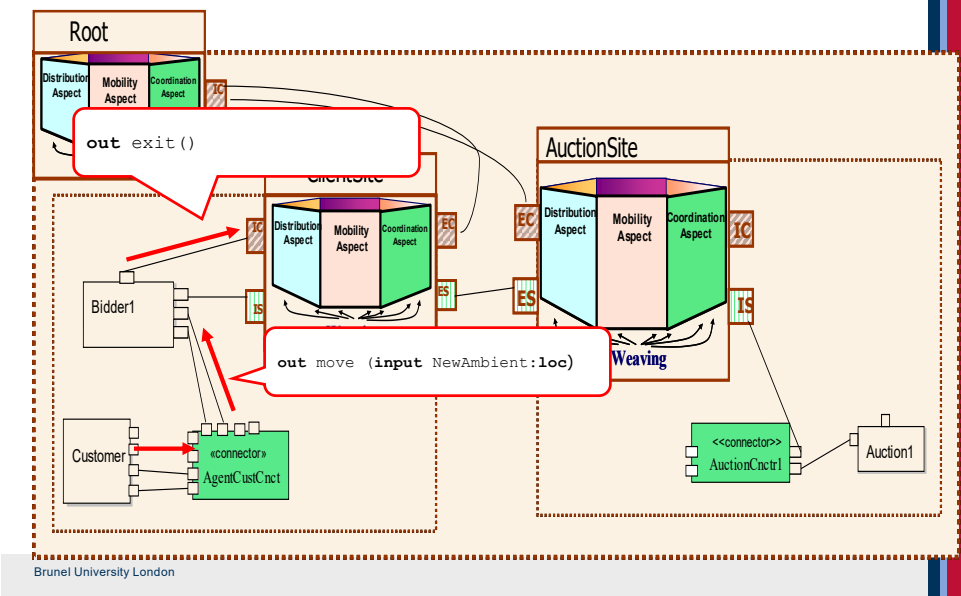 Root
Distribution
Aspect
Mobility
Aspect
Coordination
Aspect
IC
out exit()
ClientSite
Distribution
Aspect
Mobility
Aspect
Coordination
Aspect
IC
EC
IS
ES
AuctionSite
Distribution
Aspect
Mobility
Aspect
Coordination
Aspect
EC
IC
ES
IS
Weaving
Bidder1
out move (input NewAmbient:loc)
Customer
«connector»
AgentCustCnct
<<connector>>
AuctionCnctr1
Auction1
Brunel University London